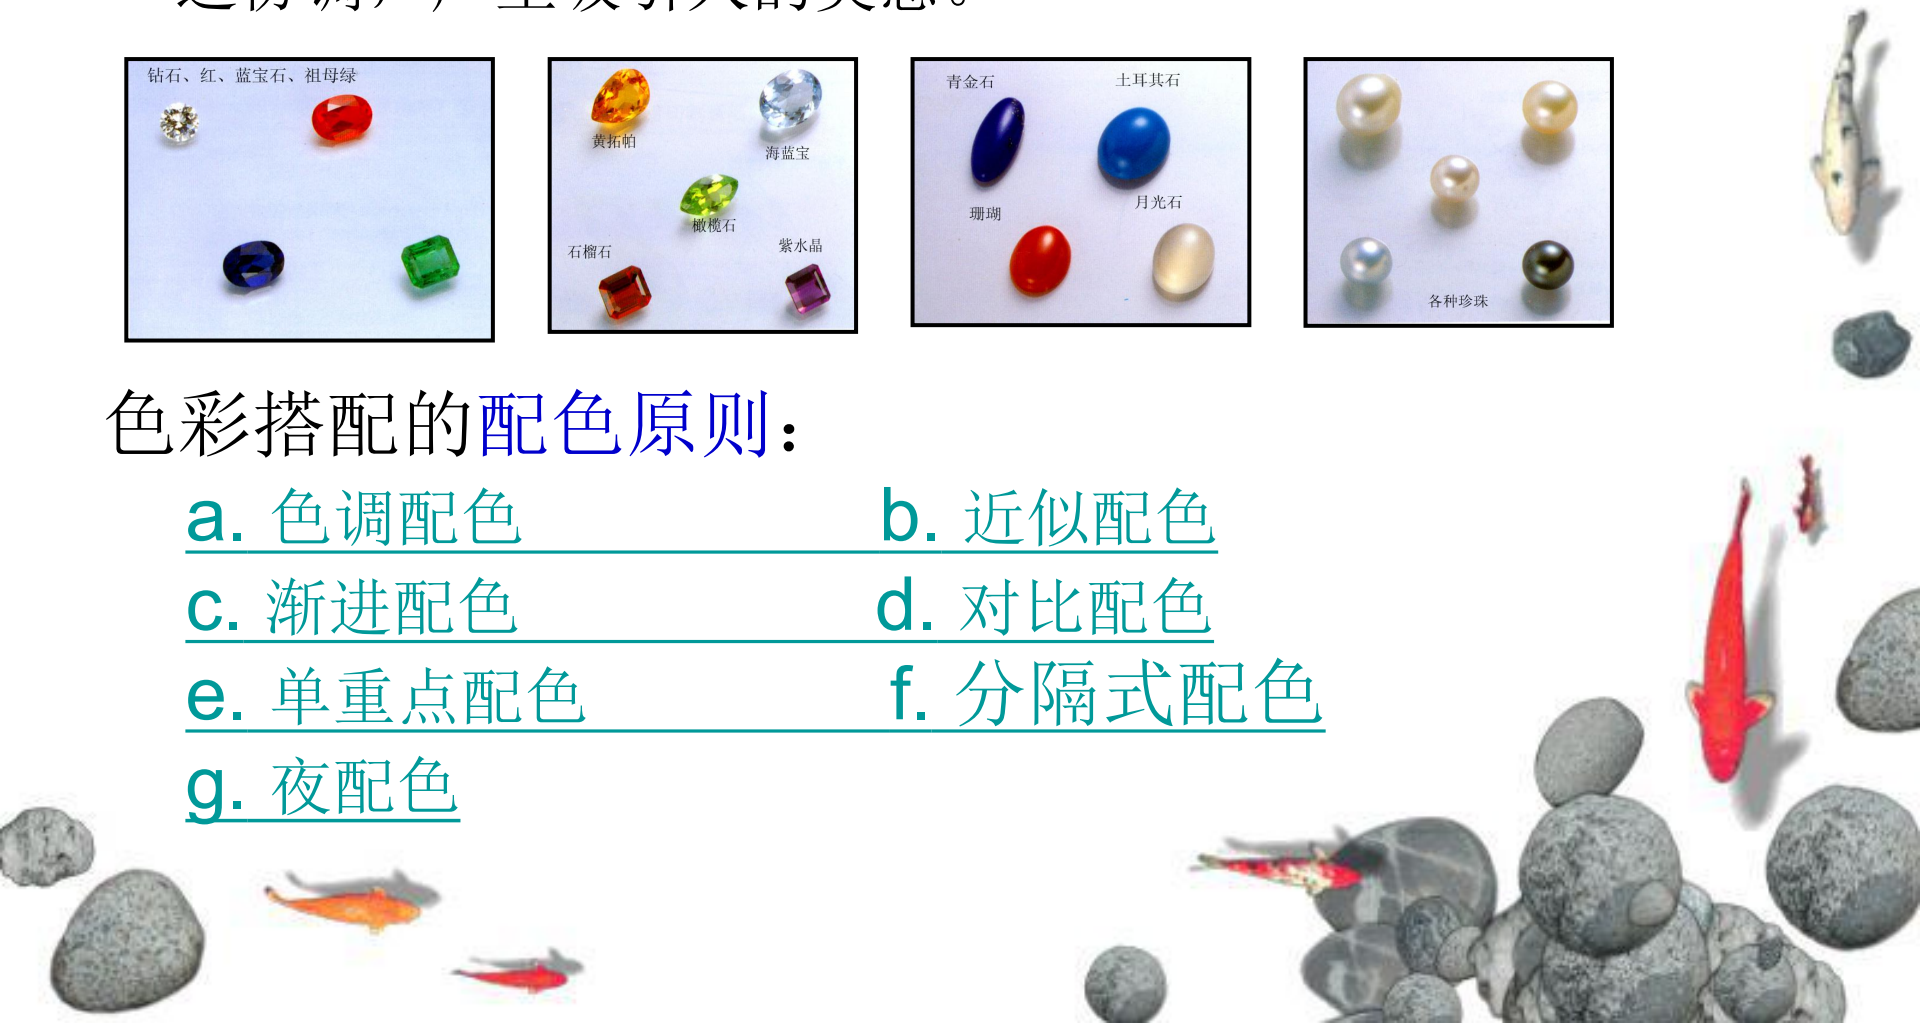 钻石、红、蓝宝石、祖母绿
黄拓帕
海蓝宝
橄榄石
石榴石
紫水晶
青金石
土耳其石
珊瑚
月光石
各种珍珠
色彩搭配的配色原则：
a. 色调配色 b. 近似配色
c. 渐进配色 d. 对比配色
e. 单重点配色 f. 分隔式配色
g. 夜配色